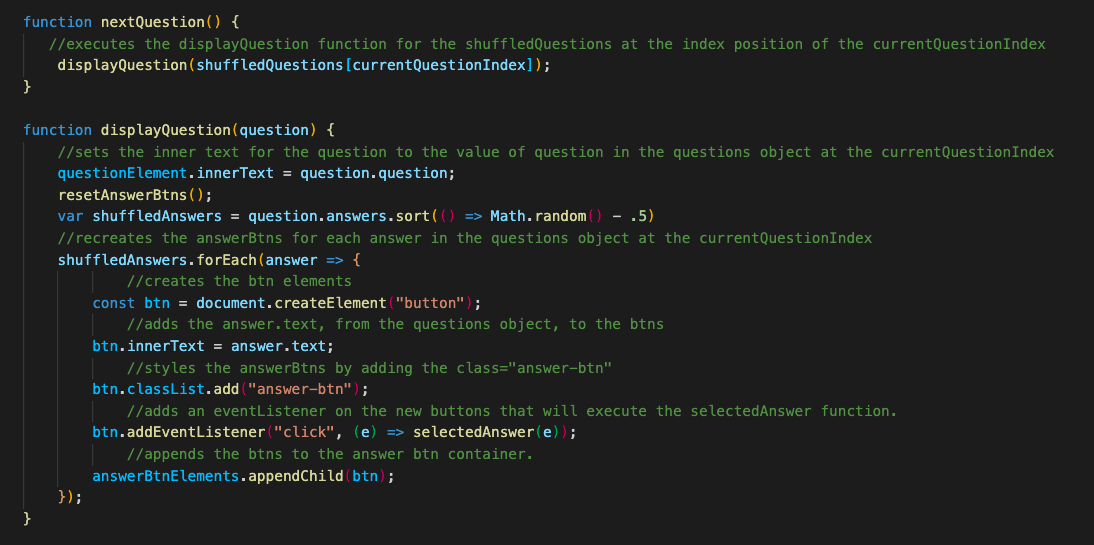 function nextQuestion() {
//executes the displayQuestion function for the shuffledQuestions at the index position of the currentQuestionIndex
displayQuestion(shuffledQuestions[currentQuestionIndex]);
}
function displayQuestion(question) {
//sets the inner text for the question to the value of question in the questions object at the currentQuestionIndex
questionElement.innerText = question.question;
resetAnswerBtns();
var shuffledAnswers = question.answers.sort(() => Math.random() - .5)
//recreates the answerBtns for each answer in the questions object at the currentQuestionIndex
shuffledAnswers.forEach(answer => {
//creates the btn elements
const btn = document.createElement("button");
//adds the answer.text, from the questions object, to the btns
btn.innerText = answer.text;
//styles the answerBtns by adding the class="answer-btn"
btn.classList.add("answer-btn");
//adds an eventListener on the new buttons that will execute the selectedAnswer function.
btn.addEventListener("click", (e) => selectedAnswer(e));
//appends the btns to the answer btn container.
answerBtnElements.appendChild(btn);
});
}